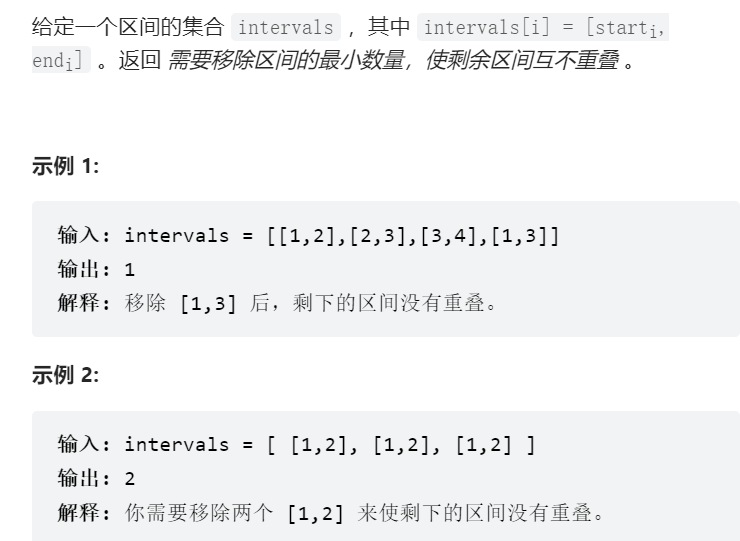 给定一个区间的集合 intervals ，其中 intervals[i] = [starti,
endi] 。返回 需要移除区间的最小数量，使剩余区间互不重叠 。
示例 1:
输入: intervals = [[1,2],[2,3],[3,4],[1,3]]
输出: 1
解释: 移除 [1,3] 后，剩下的区间没有重叠。
示例 2:
输入: intervals = [ [1,2], [1,2], [1,2] ]
输出: 2
解释: 你需要移除两个 [1,2] 来使剩下的区间没有重叠。